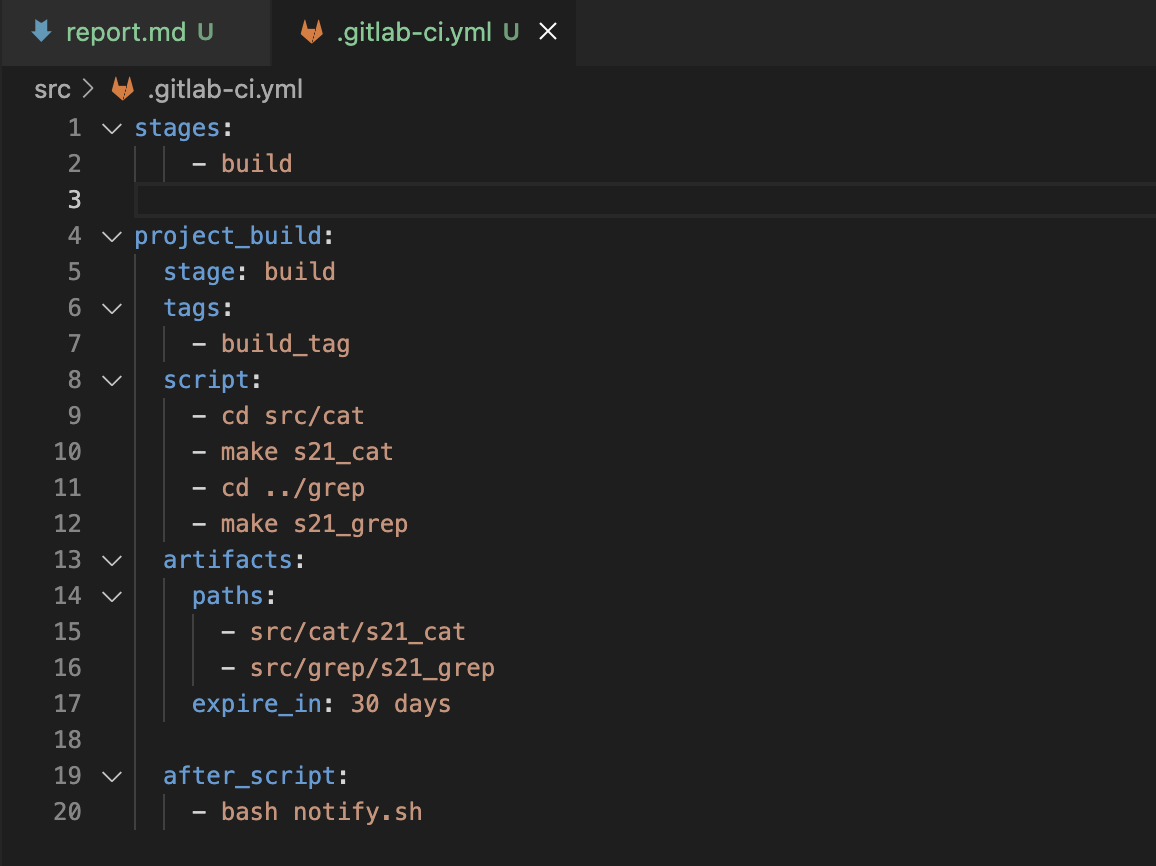 report.md U .gitlab-ci.yml U
src > .gitlab-ci.yml
1 stages:
2 - build
3
4 project_build:
5 stage: build
6 tags:
7 - build_tag
8 script:
9 - cd src/cat
10 - make s21_cat
11 - cd ../grep
12 - make s21_grep
13 artifacts:
14 paths:
15 - src/cat/s21_cat
16 - src/grep/s21_grep
17 expire_in: 30 days
18
19 after_script:
20 - bash notify.sh